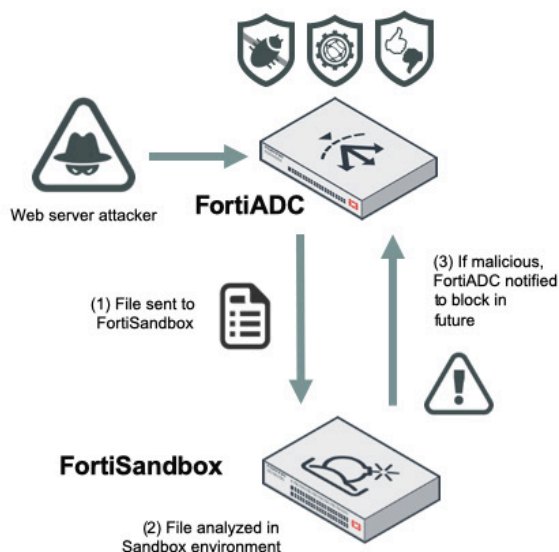 Web server attacker
FortiADC
(1) File sent to
FortiSandbox
(3) If malicious,
FortiADC notified
to block in
future
FortiSandbox
(2) File analyzed in
Sandbox environment